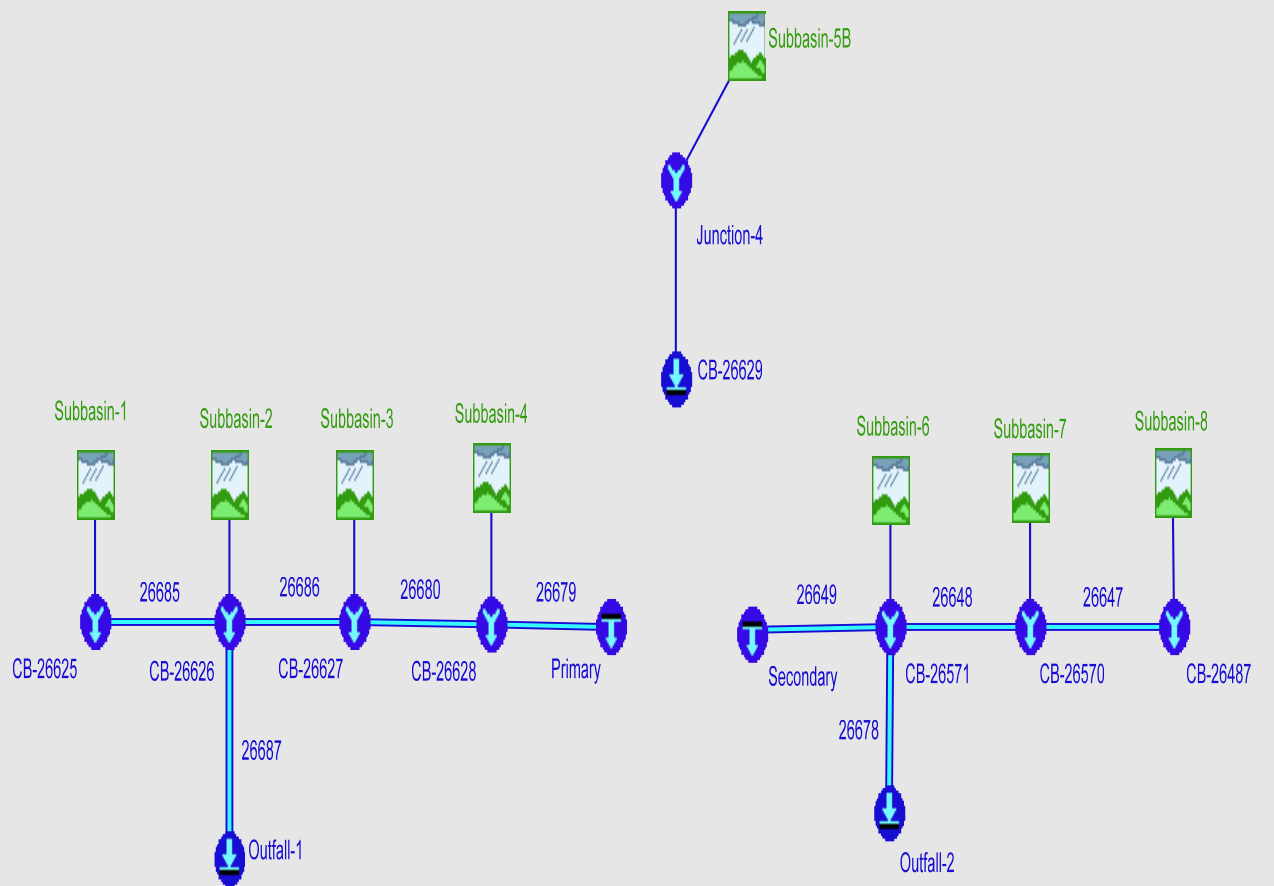 Subbasin-5B
Junction-4
CB-26629
Subbasin-1
Subbasin-2
Subbasin-3
Subbasin-4
Subbasin-6
Subbasin-7
Subbasin-8
26685
26686
26680
26679
26649
26648
26647
CB-26625
CB-26626
CB-26627
CB-26628
Primary
Secondary
CB-26571
CB-26570
CB-26487
26687
26678
Outfall-1
Outfall-2